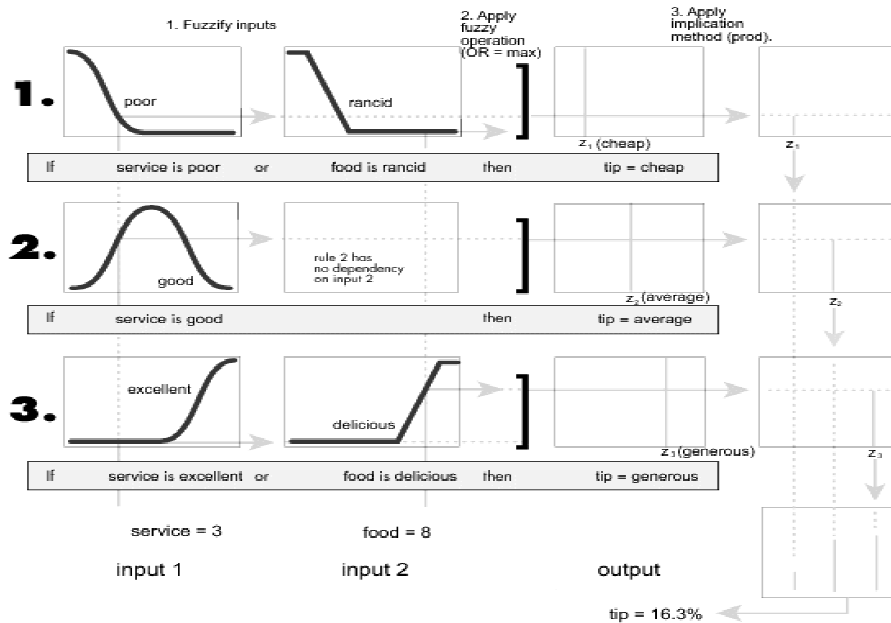 1. Fuzzify inputs
2. Apply
fuzzy
operation
(OR = max)
3. Apply
implication
method (prod).
1.
poor
rancid
z₁ (cheap)
z₁
If service is poor or food is rancid then tip = cheap
2.
good
rule 2 has
no dependency
on input 2
z₂ (average)
z₂
If service is good then tip = average
3.
excellent
delicious
z₃ (generous)
z₃
If service is excellent or food is delicious then tip = generous
service = 3
food = 8
input 1
input 2
output
tip = 16.3%